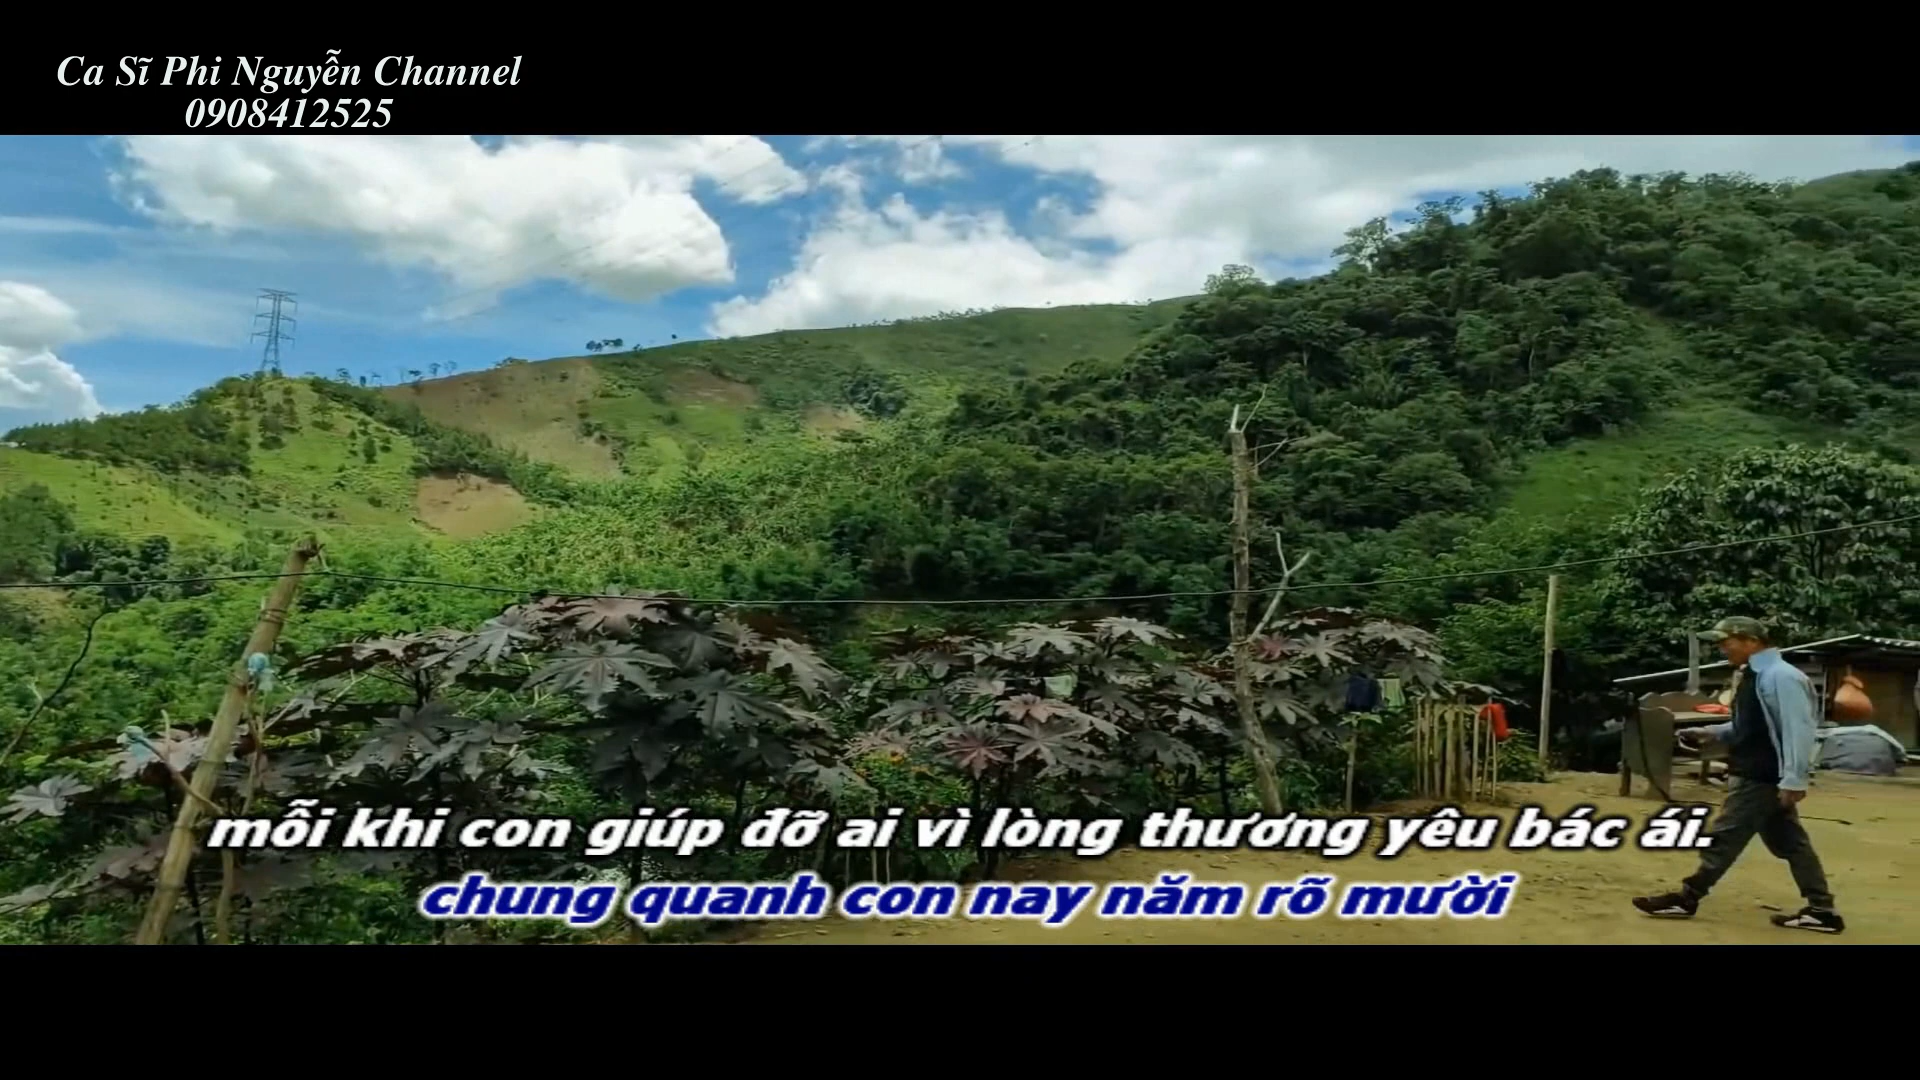 Ca Sĩ Phi Nguyễn Channel
0908412525
mỗi khi con giúp đỡ ai vì lòng thương yêu bác ái.
chung quanh con nay năm rõ mười